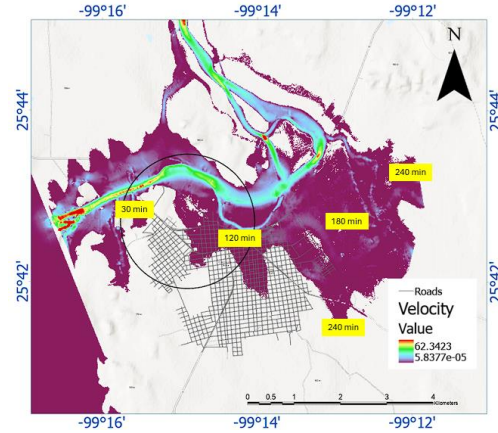 -99°16' -99°14' -99°12'
N
25°44' 25°44'
240 min
30 min
180 min
120 min
25°42' 25°42'
Roads
Velocity
Value
62.3423
5.8377e-05
240 min
0 0.5 1 2 3 4
Kilometers
-99°16' -99°14' -99°12'